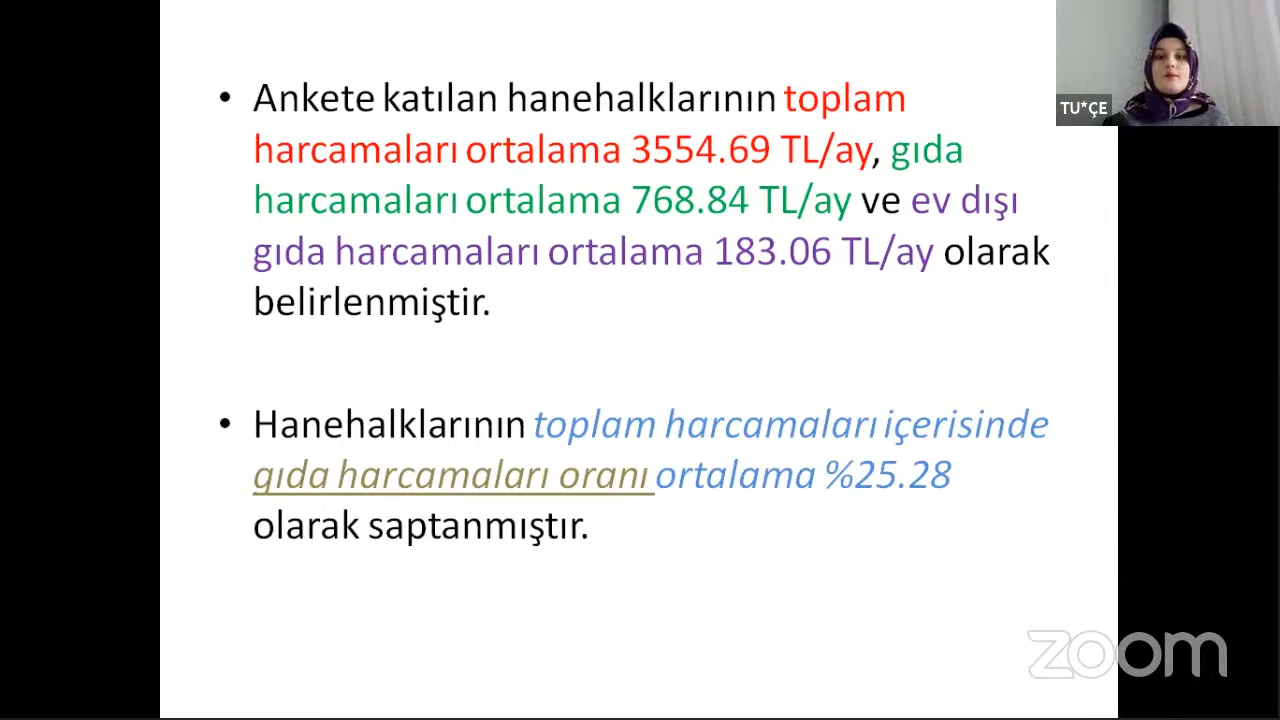 • Ankete katılan hanehalklarının toplam
harcamaları ortalama 3554.69 TL/ay, gıda
harcamaları ortalama 768.84 TL/ay ve ev dışı
gıda harcamaları ortalama 183.06 TL/ay olarak
belirlenmiştir.
• Hanehalklarının toplam harcamaları içerisinde
gıda harcamaları oranı ortalama %25.28
olarak saptanmıştır.
TU*ÇE
zoom